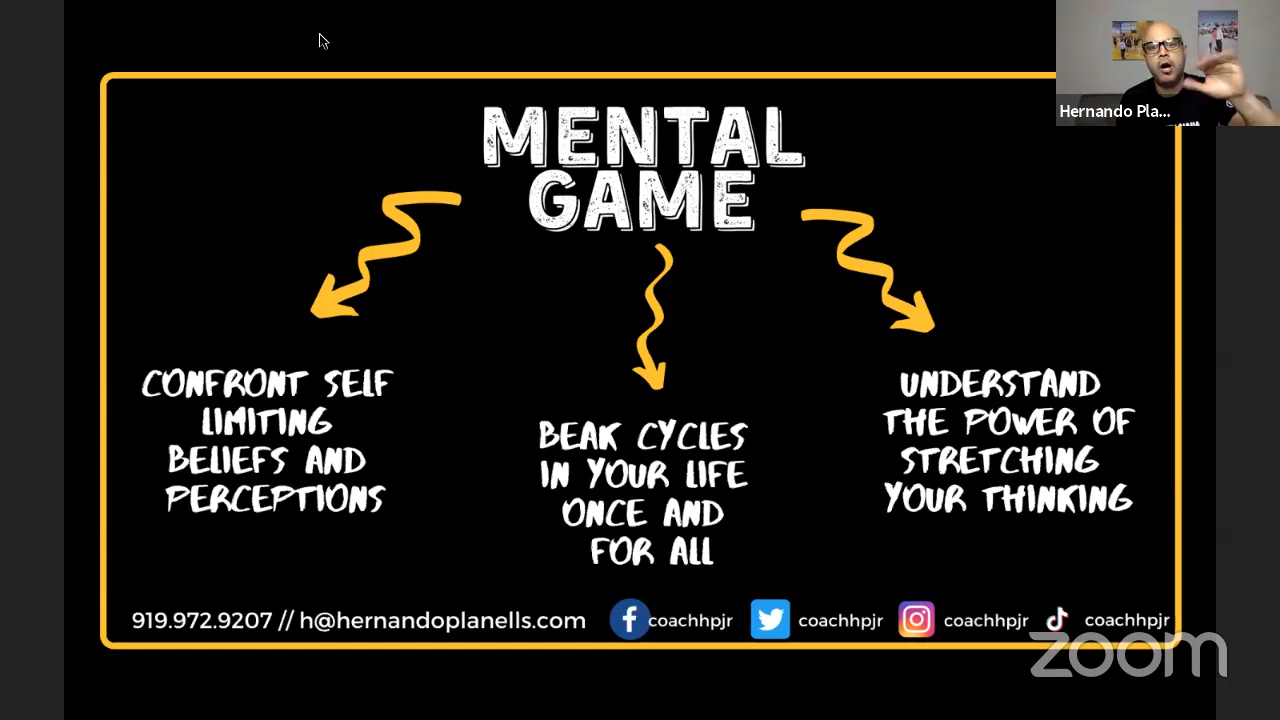 Hernando Pla...
MENTAL
GAME
CONFRONT SELF
LIMITING
BELIEFS AND
PERCEPTIONS
BEAK CYCLES
IN YOUR LIFE
ONCE AND
FOR ALL
UNDERSTAND
THE POWER OF
STRETCHING
YOUR THINKING
919.972.9207 // h@hernandoplanells.com coachhpjr coachhpjr coachhpjr coachhpjr
zoom